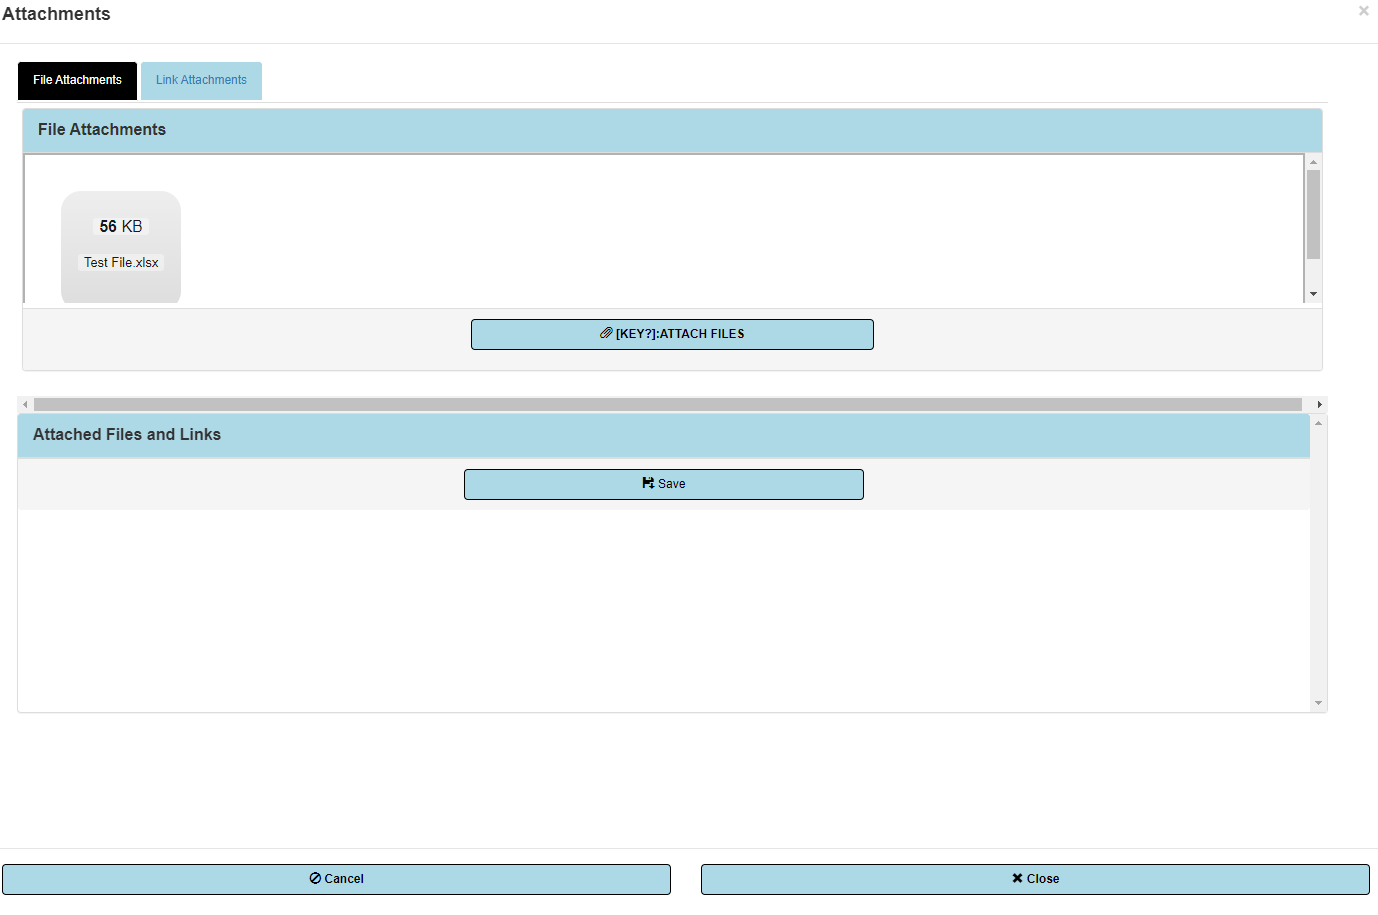 Attachments
×
File Attachments
Link Attachments
File Attachments
56 KB
Test File.xlsx
[KEY?]:ATTACH FILES
Attached Files and Links
Save
Cancel
Close